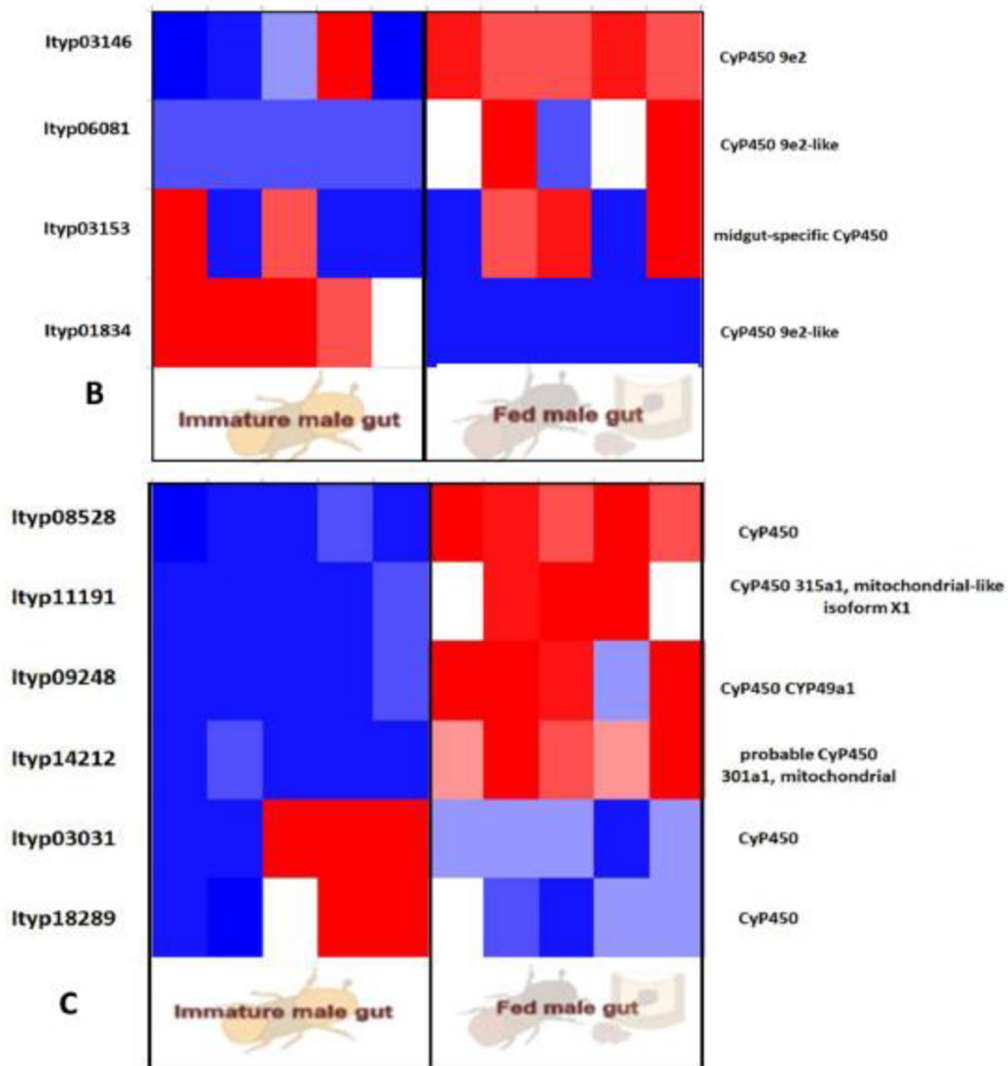 Ityp03146
CyP450 9e2
Ityp06081
CyP450 9e2-like
Ityp03153
midgut-specific CyP450
Ityp01834
CyP450 9e2-like
B
Immature male gut
Fed male gut
Ityp08528
CyP450
Ityp11191
CyP450 315a1, mitochondrial-like
isoform X1
Ityp09248
CyP450 CYP49a1
Ityp14212
probable CyP450
301a1, mitochondrial
Ityp03031
CyP450
Ityp18289
CyP450
C
Immature male gut
Fed male gut